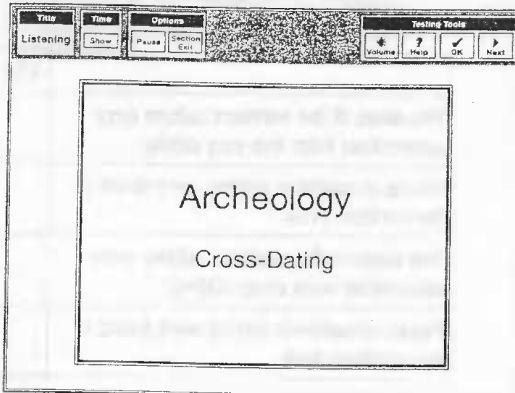 Title
Time
Options
Testing Tools
Listening
Show
Pause
Section Exit
Volume
Help
OK
Next
Archeology
Cross-Dating